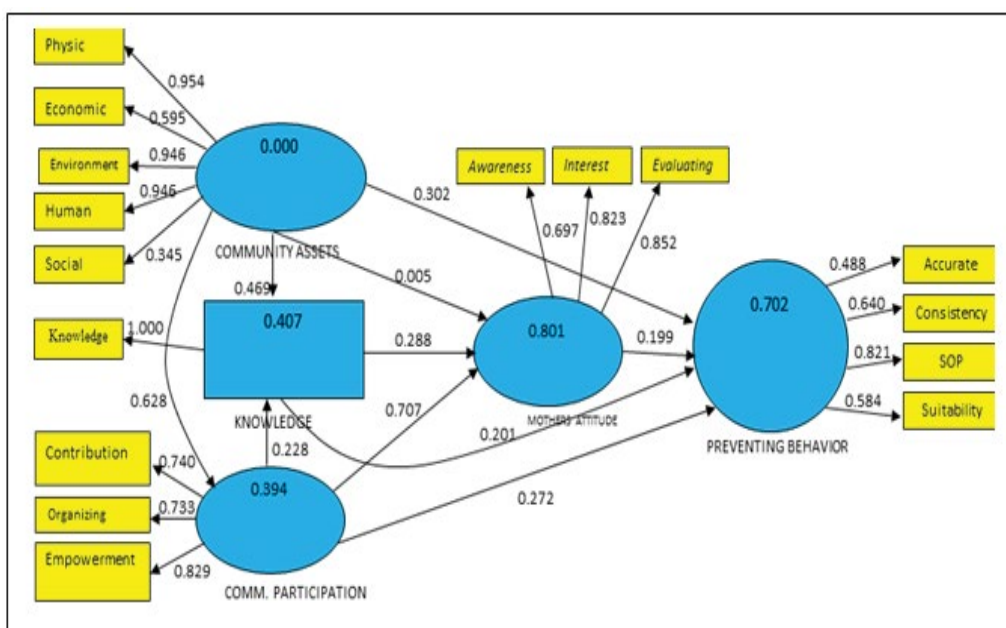 Physic
0.954
Economic
0.595
0.000
Environment
0.946
Awareness
Interest
Evaluating
0.302
Human
0.946
0.697
0.823
Social
0.345
COMMUNITY ASSETS
0.852
0.005
0.488
Accurate
0.469
0.407
0.702
0.640
Consistency
Knowledge
1.000
0.288
0.801
0.199
0.821
SOP
0.628
KNOWLEDGE
0.707
MOTHERS ATTITUDE
0.584
Suitability
0.201
PREVENTING BEHAVIOR
Contribution
0.740
0.228
0.394
0.272
Organizing
0.733
Empowerment
0.829
COMM. PARTICIPATION